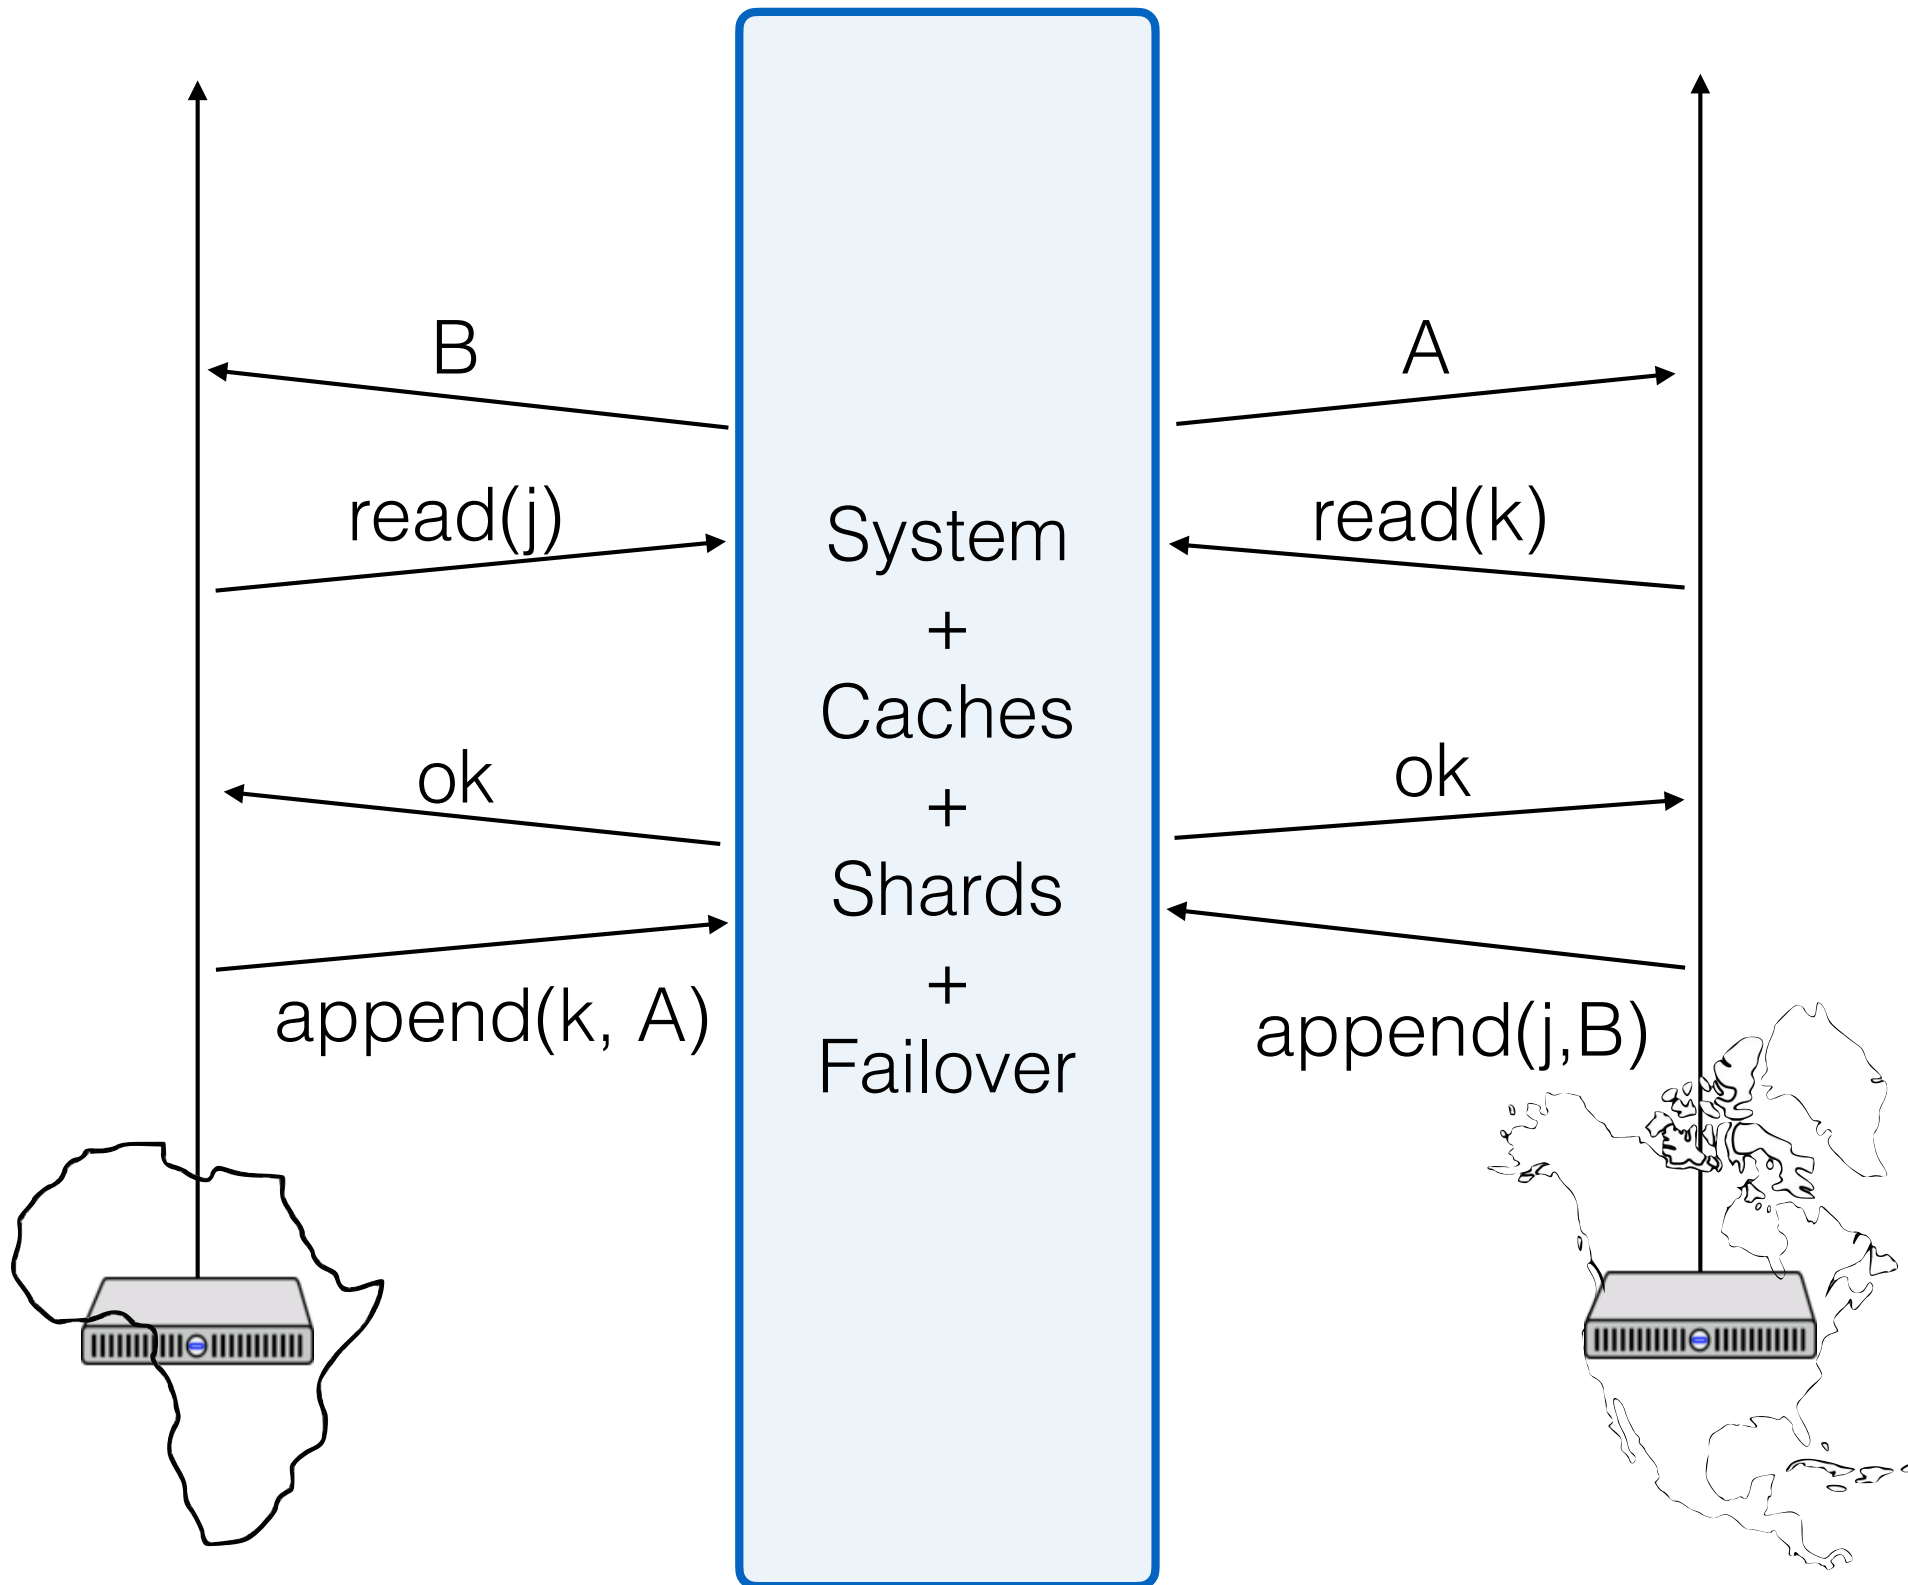 B
A
read(j)
read(k)
System
+
Caches
+
Shards
+
Failover
ok
ok
append(k, A)
append(j,B)